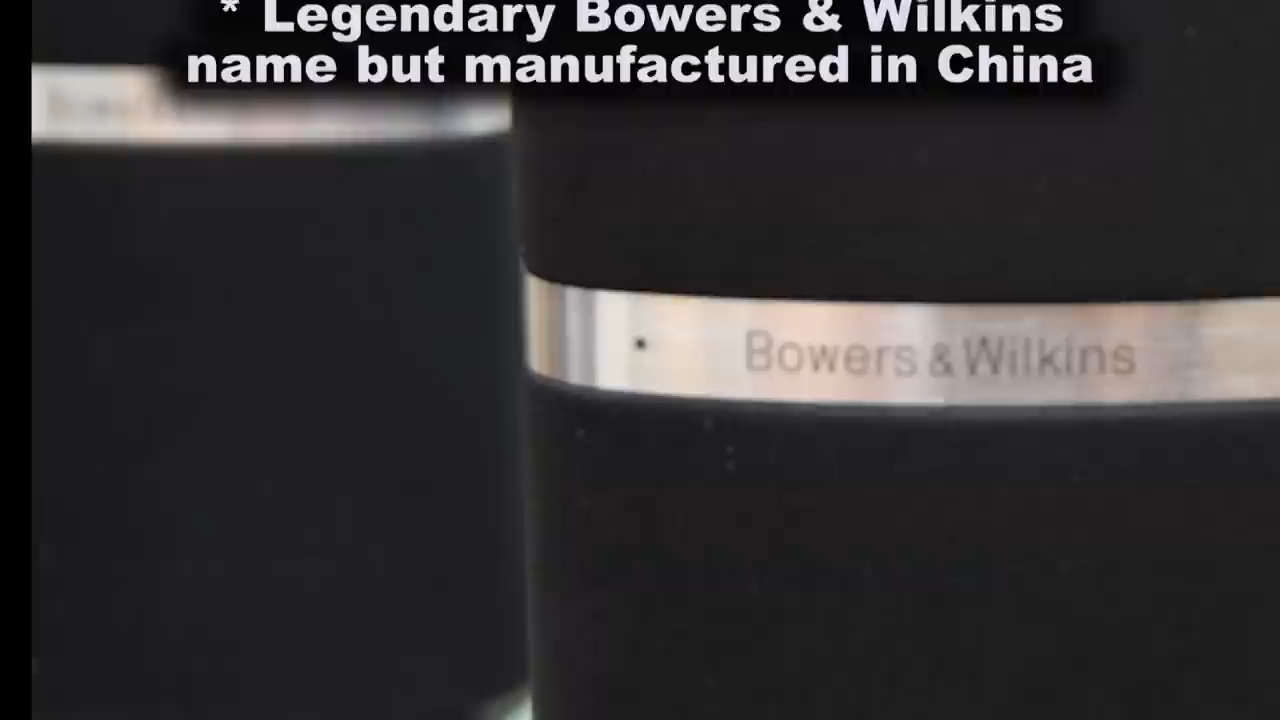 * Legendary Bowers & Wilkins
name but manufactured in China
Bowers & Wilkins